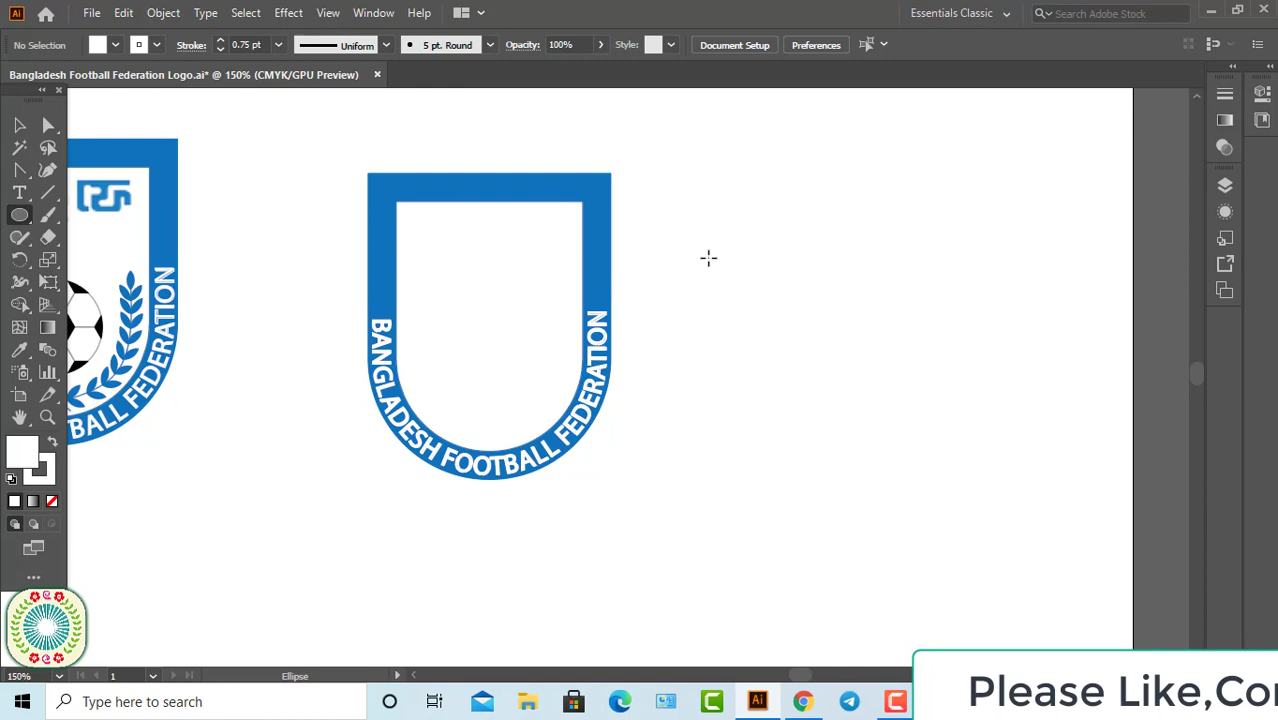 File Edit Object Type Select Effect View Window Help
Essentials Classic
Search Adobe Stock
No Selection
Stroke: 0.75 pt
Uniform
5 pt. Round
Opacity: 100%
Style:
Document Setup
Preferences
Bangladesh Football Federation Logo.ai* @ 150% (CMYK/GPU Preview)
BALL FEDERATION
BANGLADESH FOOTBALL FEDERATION
150%
1
Ellipse
Please Like,Co
Type here to search
Ai